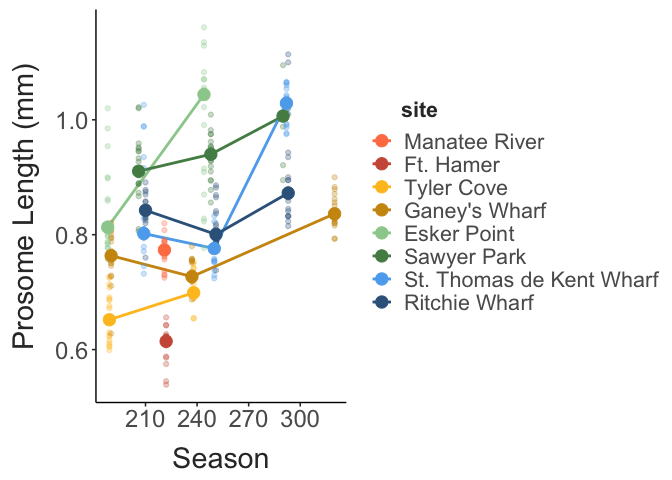 Prosome Length (mm)
1.0
0.8
0.6
210 240 270 300
Season
site
Manatee River
Ft. Hamer
Tyler Cove
Ganey's Wharf
Esker Point
Sawyer Park
St. Thomas de Kent Wharf
Ritchie Wharf